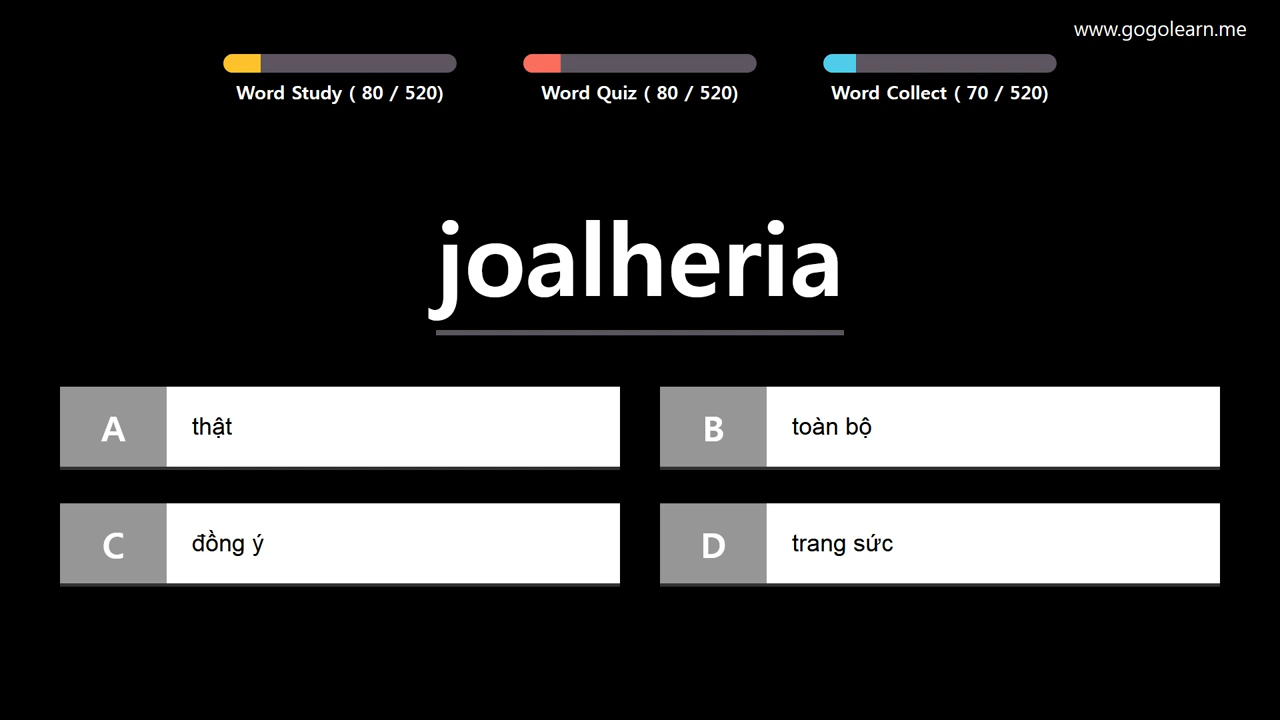 www.gogolearn.me
Word Study ( 80 / 520)
Word Quiz ( 80 / 520)
Word Collect ( 70 / 520)
joalheria
A thật
B toàn bộ
C đồng ý
D trang sức